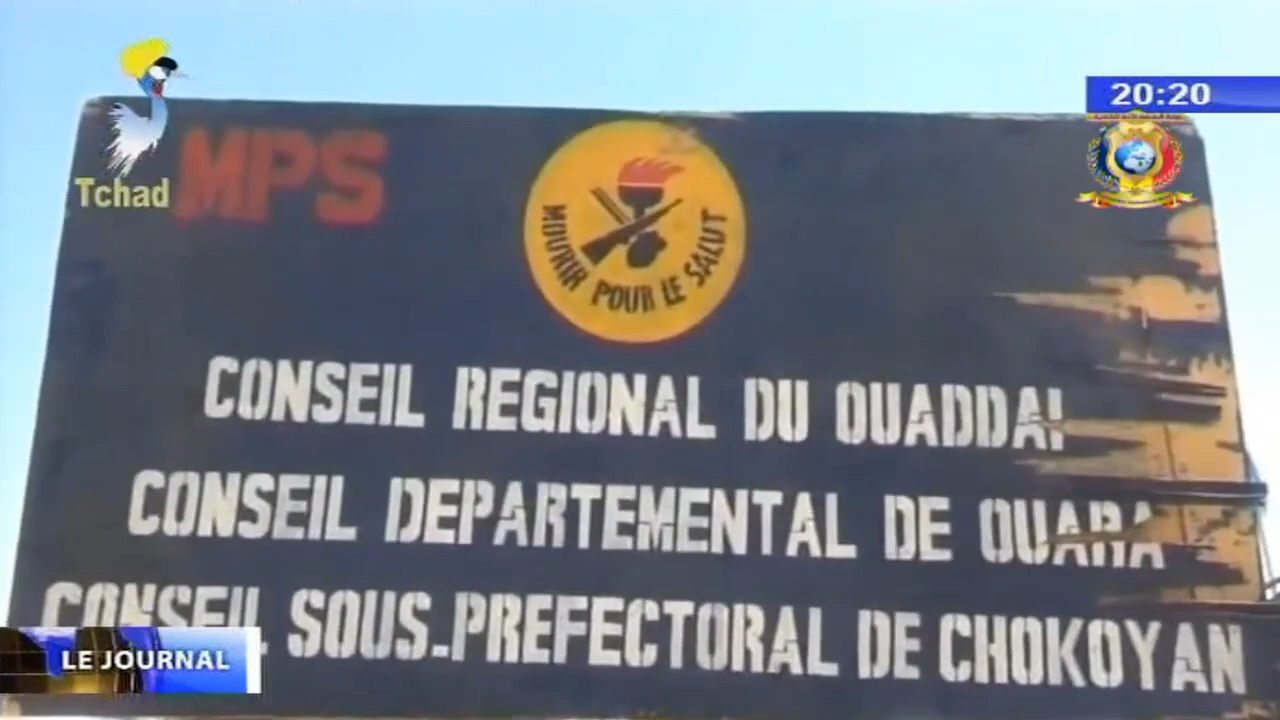 20:20
Tchad
MPS
MOURIR POUR LE SALUT
CONSEIL REGIONAL DU OUADDAI
CONSEIL DEPARTEMENTAL DE OUARA
CONSEIL SOUS.PREFECTORAL DE CHOKOYAN
LE JOURNAL